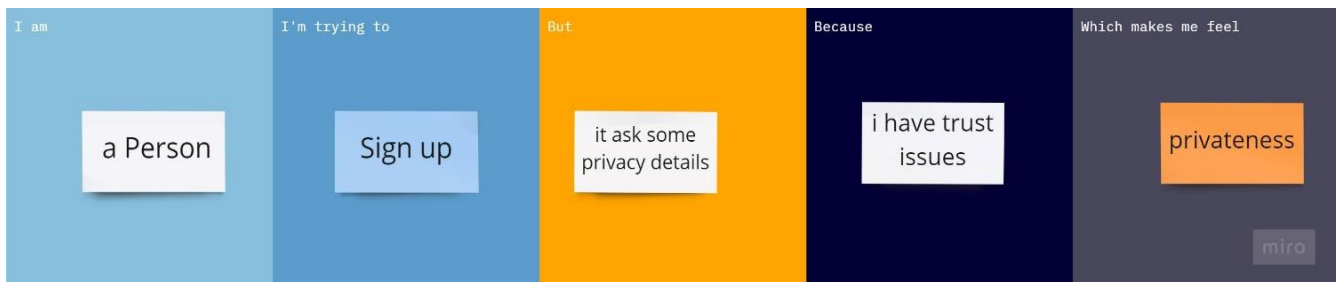 I am
a Person
I'm trying to
Sign up
But
it ask some
privacy details
Because
i have trust
issues
Which makes me feel
privateness
miro